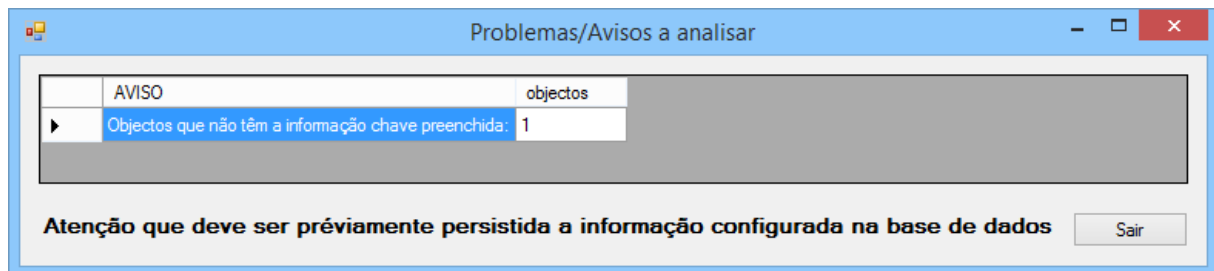 Problemas/Avisos a analisar
AVISO objectos
Objectos que não têm a informação chave preenchida: 1
Atenção que deve ser préviamente persistida a informação configurada na base de dados
Sair